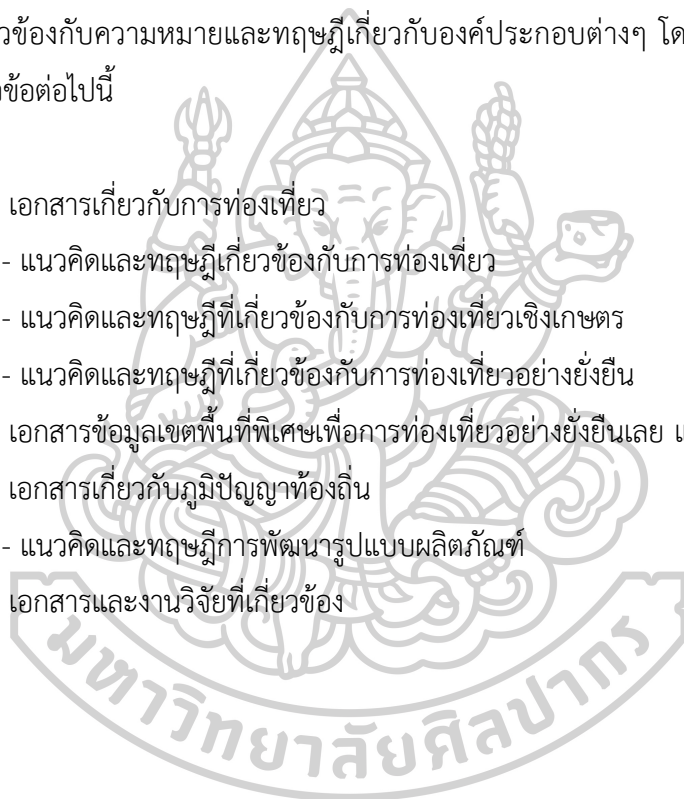 วข้องกับความหมายและทฤษฎีเกี่ยวกับองค์ประกอบต่างๆ โด
วข้อต่อไปนี้
เอกสารเกี่ยวกับการท่องเที่ยว
- แนวคิดและทฤษฎีเกี่ยวข้องกับการท่องเที่ยว
- แนวคิดและทฤษฎีที่เกี่ยวข้องกับการท่องเที่ยวเชิงเกษตร
- แนวคิดและทฤษฎีที่เกี่ยวข้องกับการท่องเที่ยวอย่างยั่งยืน
เอกสารข้อมูลเขตพื้นที่พิเศษเพื่อการท่องเที่ยวอย่างยั่งยืนเลย แ
เอกสารเกี่ยวกับภูมิปัญญาท้องถิ่น
- แนวคิดและทฤษฎีการพัฒนารูปแบบผลิตภัณฑ์
เอกสารและงานวิจัยที่เกี่ยวข้อง
มหาวิทยาลัยศิลปากร